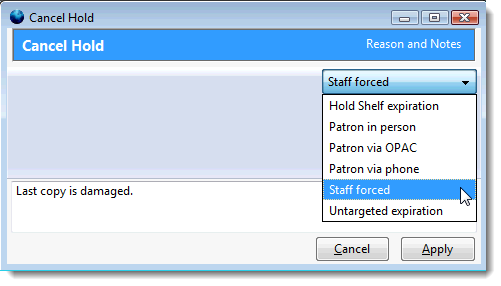 Cancel Hold
Cancel Hold
Reason and Notes
Staff forced
Hold Shelf expiration
Patron in person
Patron via OPAC
Patron via phone
Staff forced
Untargeted expiration
Last copy is damaged.
Cancel
Apply